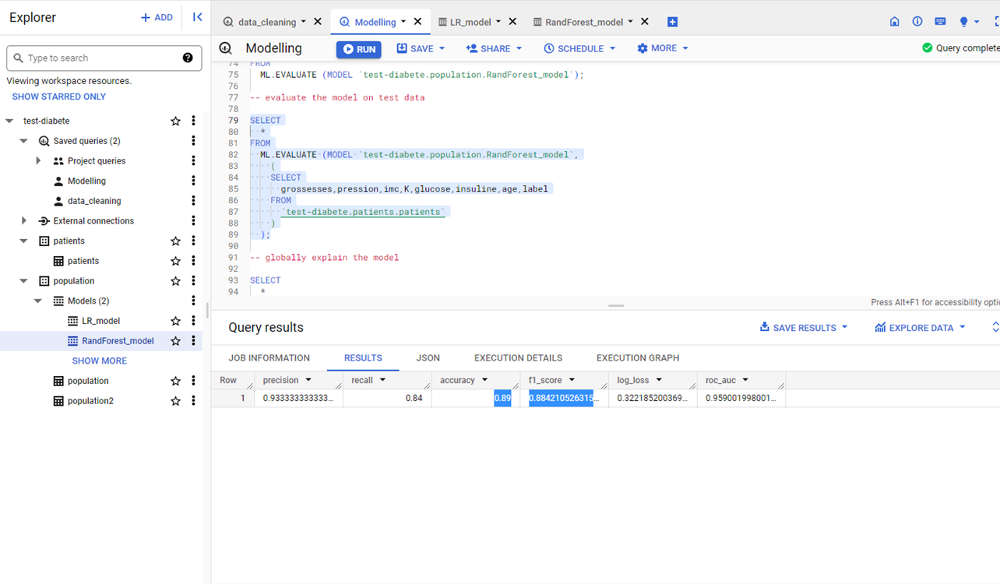 Explorer
+ ADD
Type to search
Viewing workspace resources.
SHOW STARRED ONLY
test-diabete
Saved queries (2)
Project queries
Modelling
data_cleaning
External connections
patients
patients
population
Models (2)
LR_model
RandForest_model
SHOW MORE
population
population2
data_cleaning
Modelling
LR_model
RandForest_model
Modelling
RUN
SAVE
SHARE
SCHEDULE
MORE
Query complete
74 FROM
75 ML.EVALUATE (MODEL `test-diabete.population.RandForest_model`);
76
77 -- evaluate the model on test data
78
79 SELECT
80 *
81 FROM
82 ML.EVALUATE (MODEL `test-diabete.population.RandForest_model`,
83 (
84 SELECT
85 grossesses,pression,imc,K,glucose,insuline,age,label
86 FROM
87 `test-diabete.patients.patients`
88 )
89 );
90
91 -- globally explain the model
92
93 SELECT
94 *
Press Alt+F1 for accessibility optio
Query results
SAVE RESULTS
EXPLORE DATA
JOB INFORMATION
RESULTS
JSON
EXECUTION DETAILS
EXECUTION GRAPH
Row precision recall accuracy f1_score log_loss roc_auc
1 0.933333333333... 0.84 0.89 0.884210526315... 0.322185200369... 0.959001998001...